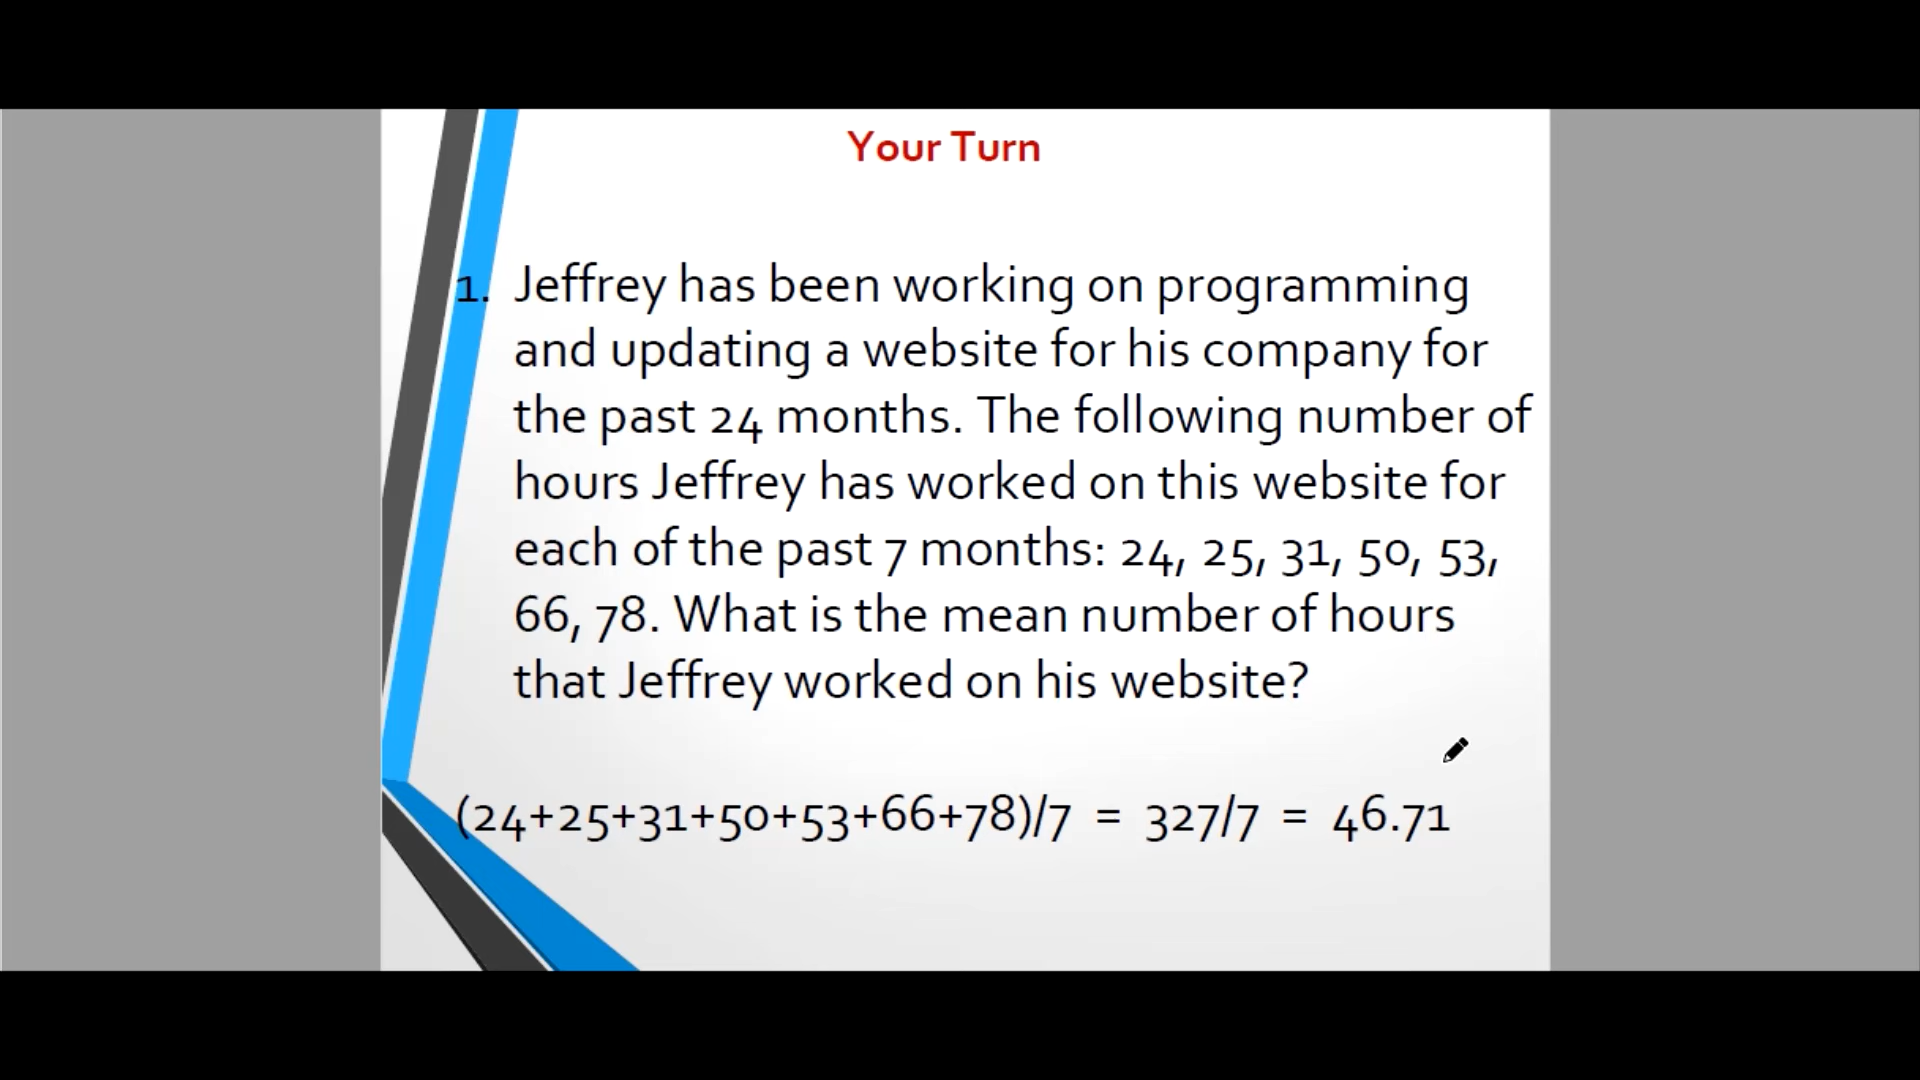 Your Turn
1. Jeffrey has been working on programming
and updating a website for his company for
the past 24 months. The following number of
hours Jeffrey has worked on this website for
each of the past 7 months: 24, 25, 31, 50, 53,
66, 78. What is the mean number of hours
that Jeffrey worked on his website?
(24+25+31+50+53+66+78)/7 = 327/7 = 46.71